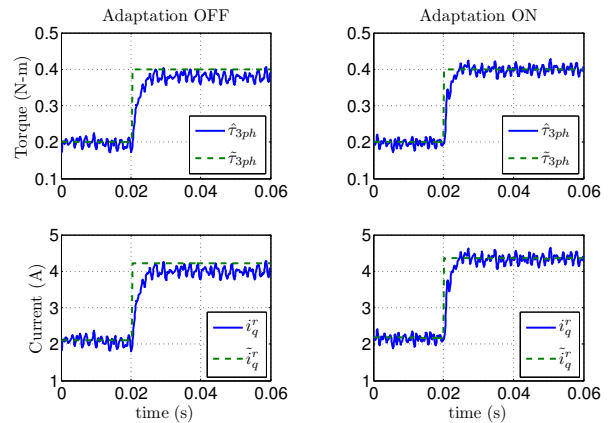 Adaptation OFF
Adaptation ON
Torque (N-m)
0.5
0.4
0.3
0.2
0.1
0
0.02
0.04
0.06
τ̂3ph
τ̃3ph
0.5
0.4
0.3
0.2
0.1
0
0.02
0.04
0.06
τ̂3ph
τ̃3ph
Current (A)
5
4
3
2
1
0
0.02
0.04
0.06
i_q^r
ĩ_q^r
time (s)
5
4
3
2
1
0
0.02
0.04
0.06
i_q^r
ĩ_q^r
time (s)